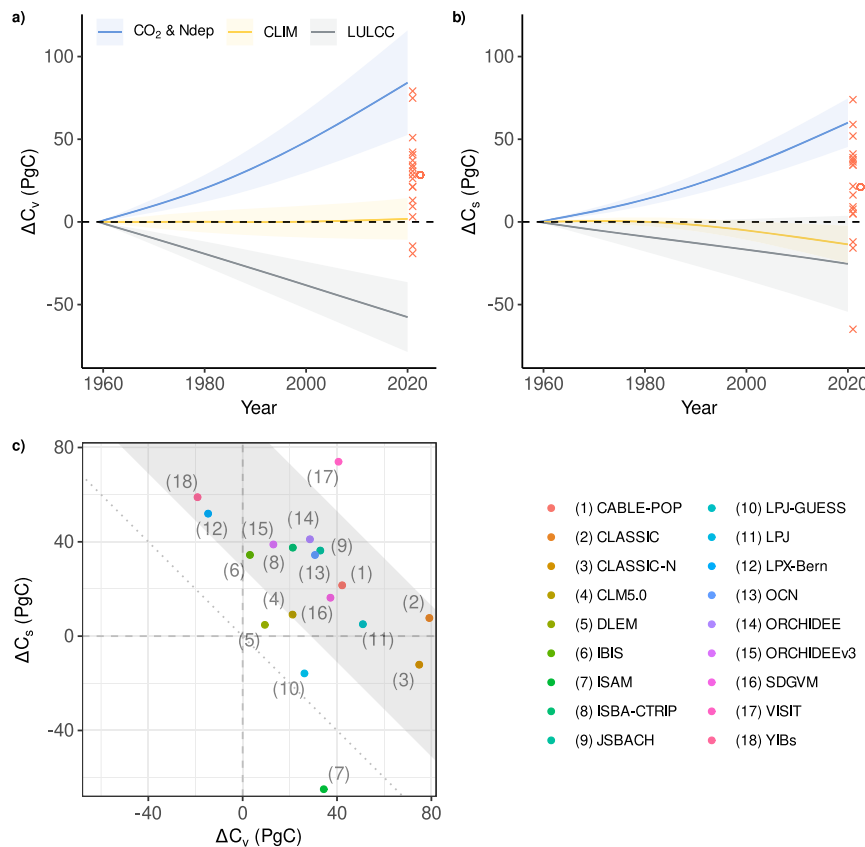 a)
CO₂ & Ndep CLIM LULCC
ΔCᵥ (PgC)
100
50
0
-50
1960 1980 2000 2020
Year
b)
ΔCₛ (PgC)
100
50
0
-50
1960 1980 2000 2020
Year
c)
ΔCₛ (PgC)
80
40
0
-40
-40 0 40 80
ΔCᵥ (PgC)
(17)
(18)
(12) (15) (14)
(6) (8) (9)
(13) (1)
(4) (16) (2)
(5) (11)
(10) (3)
(7)
(1) CABLE-POP
(2) CLASSIC
(3) CLASSIC-N
(4) CLM5.0
(5) DLEM
(6) IBIS
(7) ISAM
(8) ISBA-CTRIP
(9) JSBACH
(10) LPJ-GUESS
(11) LPJ
(12) LPX-Bern
(13) OCN
(14) ORCHIDEE
(15) ORCHIDEEv3
(16) SDGVM
(17) VISIT
(18) YIBs